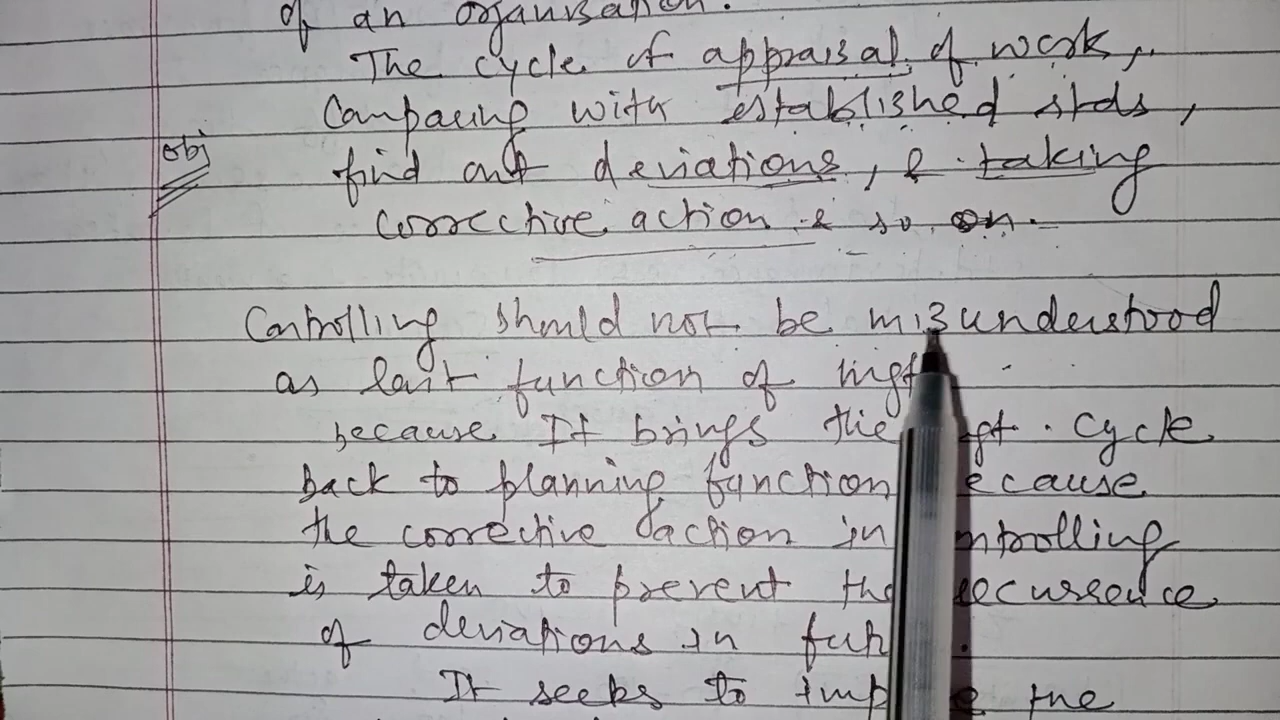 of an organisation.
The cycle of appraisal of work,
Obj
Comparing with established stds,
find out deviations, & taking
corrective action & so on.
Controlling should not be misunderstood
as last function of mgt
because It brings the mgt. cycle
back to planning function because
the corrective action in controlling
is taken to prevent the recurrence
of deviations in
It seeks to the